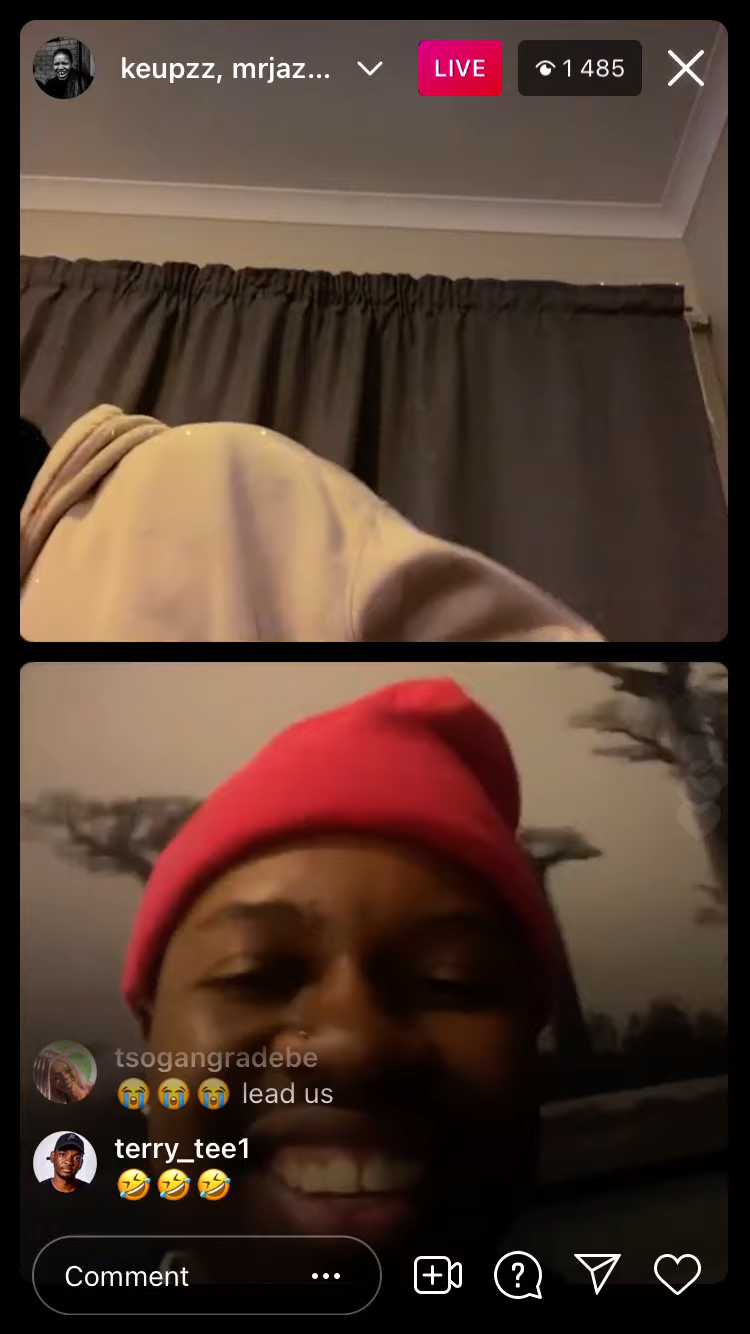 keupzz, mrjaz...
LIVE
1 485
tsogangradebe
😭😭😭 lead us
terry_tee1
🤣🤣🤣
Comment